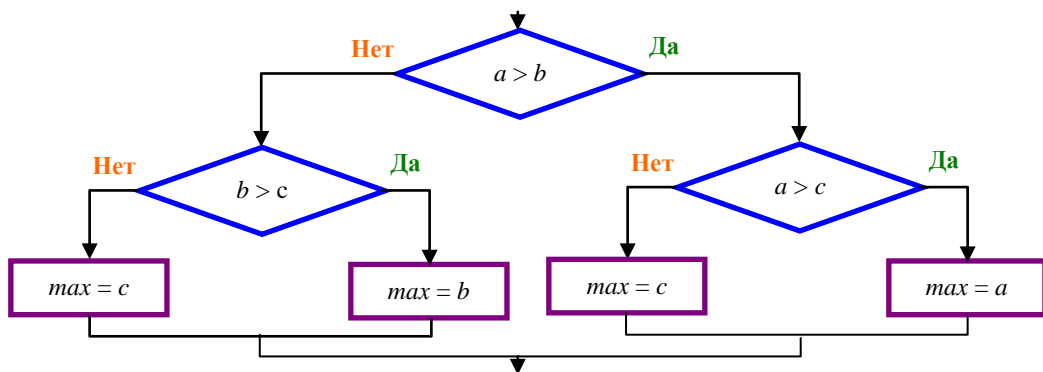 Нет
Да
a > b
Нет
Да
Нет
Да
b > c
a > c
max = c
max = b
max = c
max = a